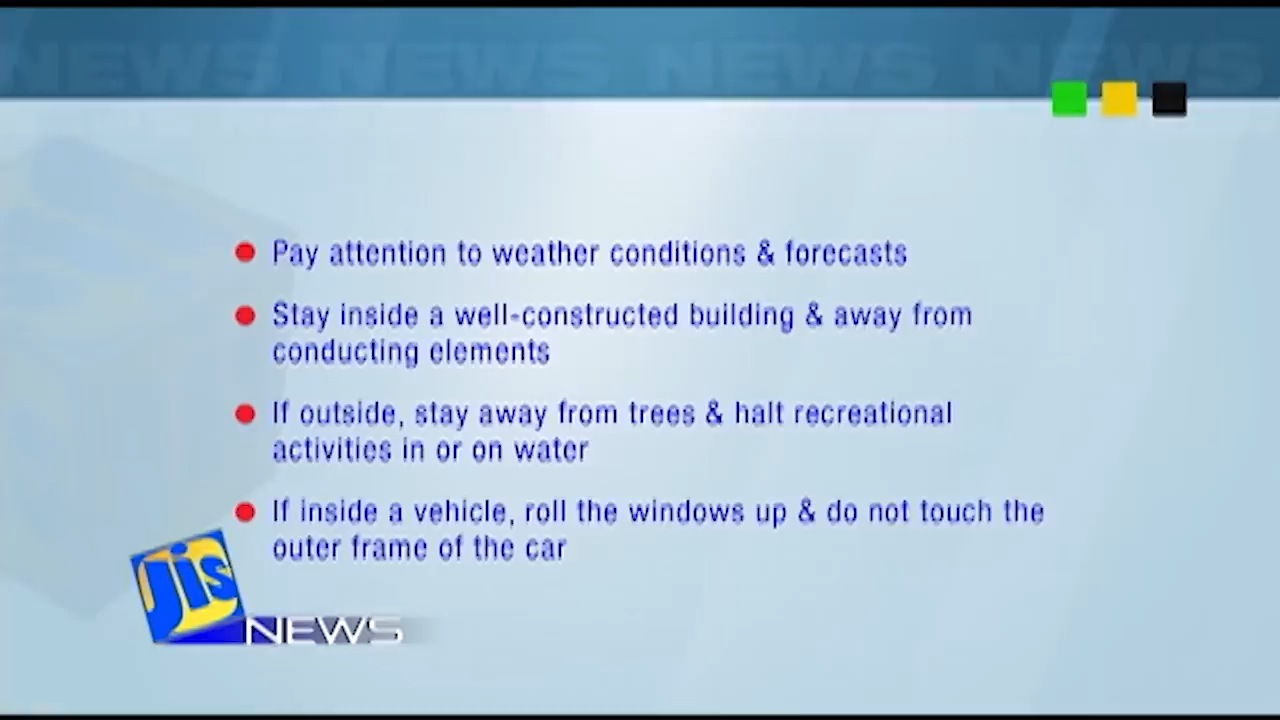 NEWS NEWS NEWS NEWS
Pay attention to weather conditions & forecasts
Stay inside a well-constructed building & away from
conducting elements
If outside, stay away from trees & halt recreational
activities in or on water
If inside a vehicle, roll the windows up & do not touch the
outer frame of the car
Jis
NEWS